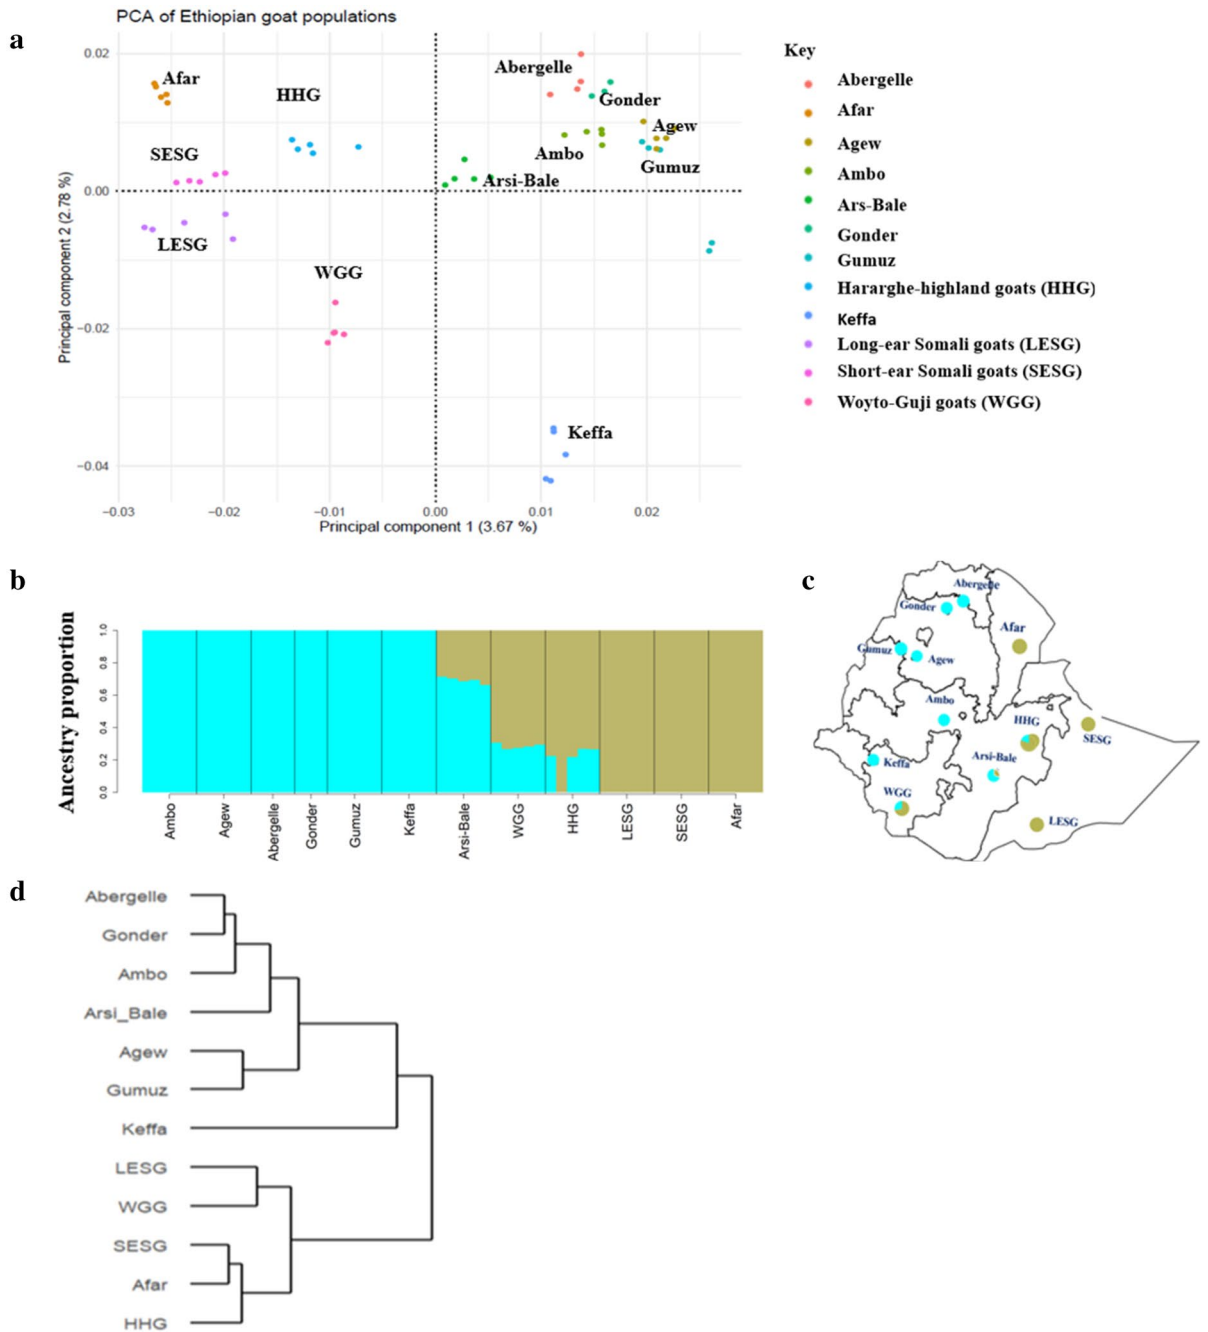 PCA of Ethiopian goat populations
a
Key
0.02
0.00
−0.02
−0.04
Principal component 2 (2.78 %)
Afar
HHG
SESG
LESG
WGG
Abergelle
Gonder
Agew
Ambo
Gumuz
Arsi-Bale
Keffa
−0.03
−0.02
−0.01
0.00
0.01
0.02
Principal component 1 (3.67 %)
Abergelle
Afar
Agew
Ambo
Ars-Bale
Gonder
Gumuz
Hararghe-highland goats (HHG)
Keffa
Long-ear Somali goats (LESG)
Short-ear Somali goats (SESG)
Woyto-Guji goats (WGG)
b
Ancestry proportion
1.0
0.8
0.6
0.4
0.2
0.0
Ambo
Agew
Abergelle
Gonder
Gumuz
Keffa
Arsi-Bale
WGG
HHG
LESG
SESG
Afar
c
Abergelle
Gonder
Afar
Gumuz
Agew
Ambo
HHG
SESG
Arsi-Bale
Keffa
WGG
LESG
d
Abergelle
Gonder
Ambo
Arsi_Bale
Agew
Gumuz
Keffa
LESG
WGG
SESG
Afar
HHG